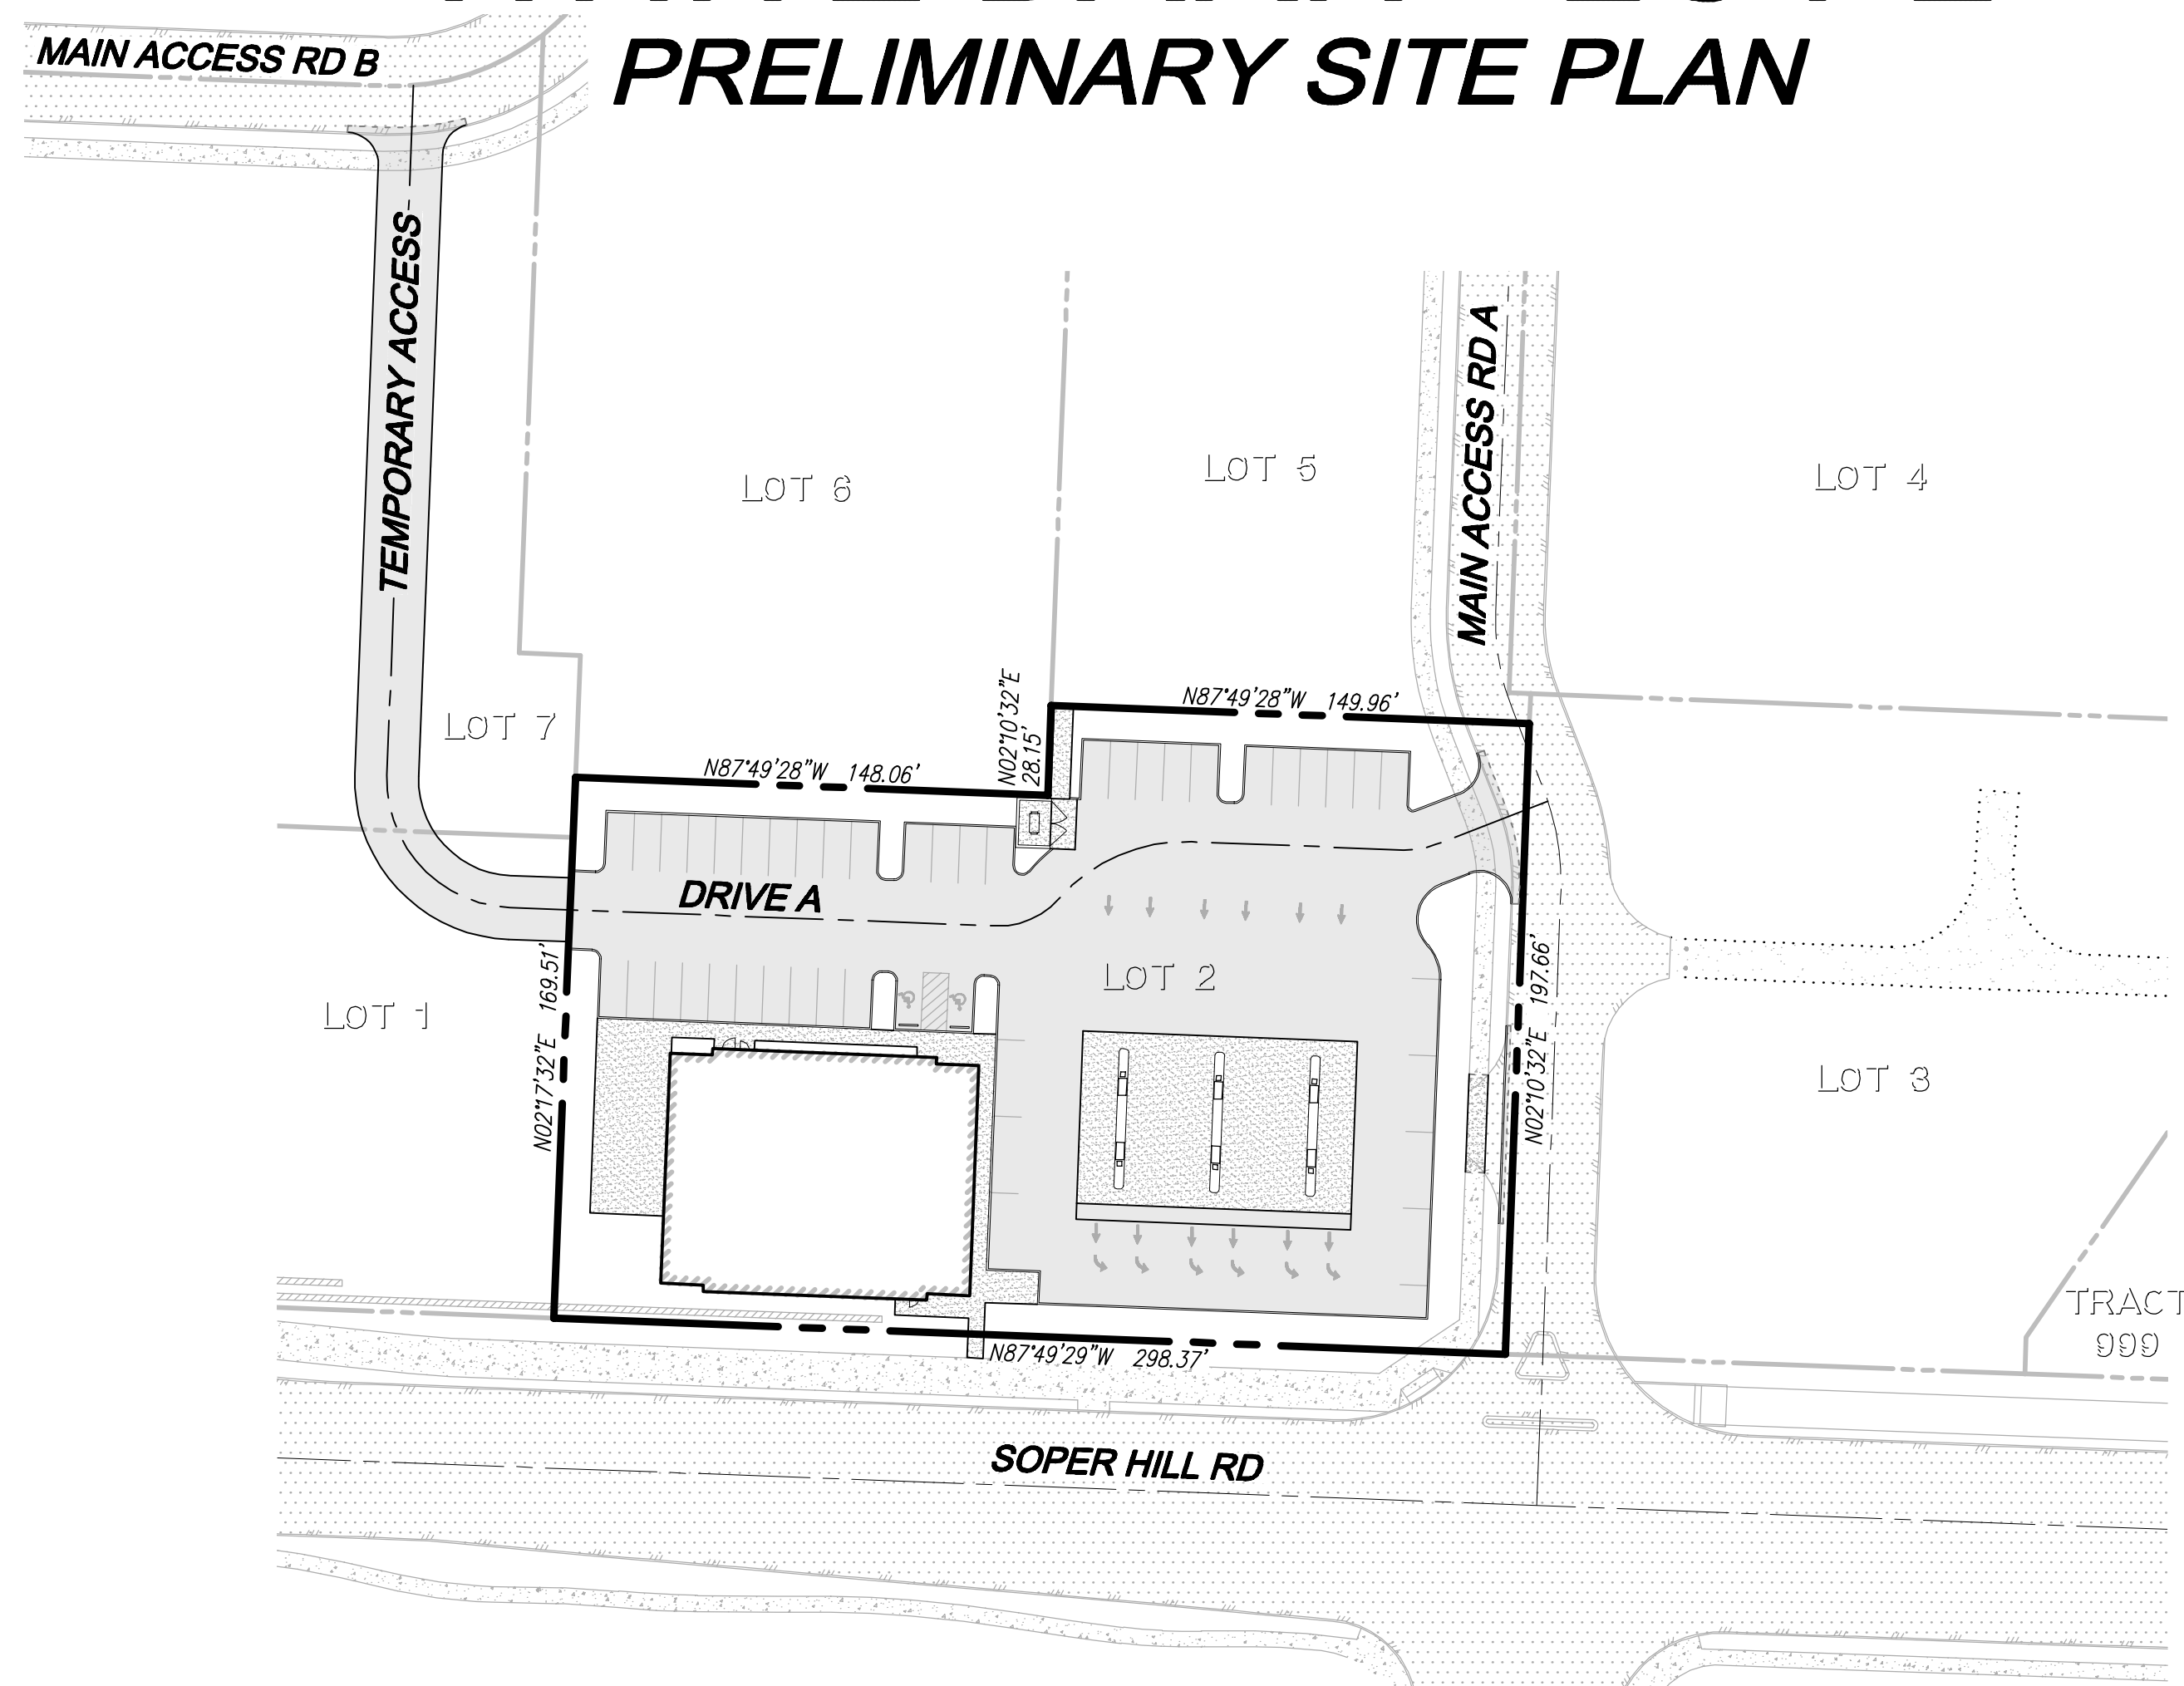 PRELIMINARY SITE PLAN
MAIN ACCESS RD B
TEMPORARY ACCESS
MAIN ACCESS RD A
LOT 6
LOT 5
LOT 4
LOT 7
N02°10'32"E
28.15'
N87°49'28"W 149.96'
N87°49'28"W 148.06'
DRIVE A
LOT 2
LOT 1
N02°17'32"E 169.51'
N02°10'32"E 197.66'
LOT 3
TRACT
999
N87°49'29"W 298.37'
SOPER HILL RD